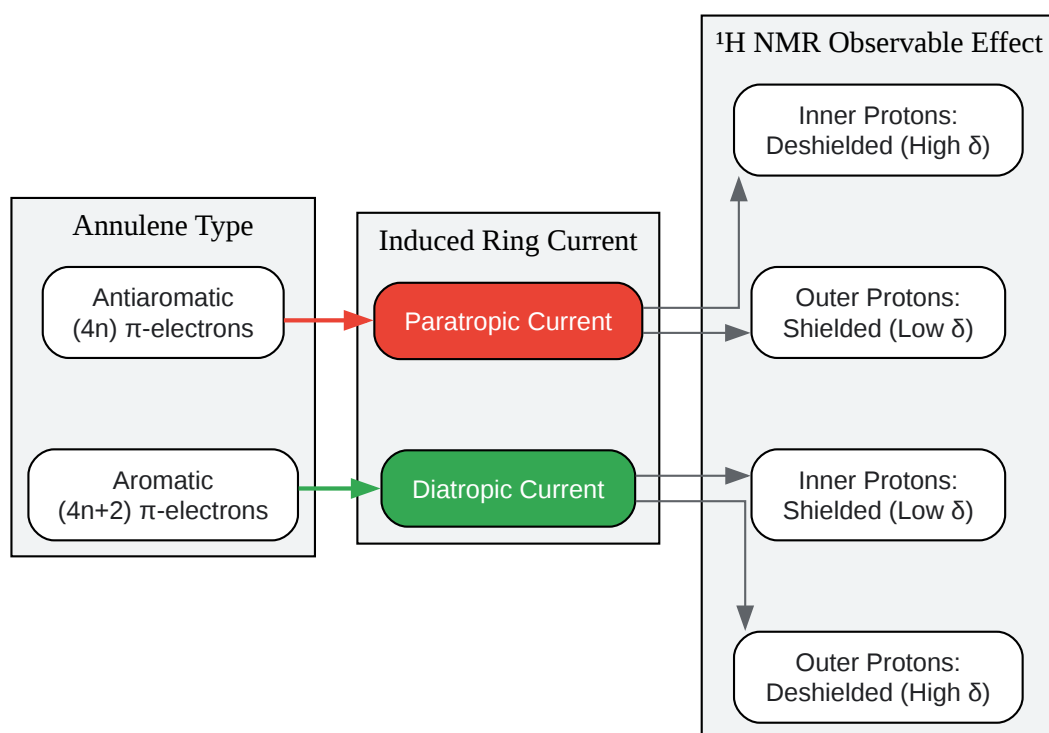 Annulene Type
Antiaromatic
(4n) π-electrons
Aromatic
(4n+2) π-electrons
Induced Ring Current
Paratropic Current
Diatropic Current
¹H NMR Observable Effect
Inner Protons:
Deshielded (High δ)
Outer Protons:
Shielded (Low δ)
Inner Protons:
Shielded (Low δ)
Outer Protons:
Deshielded (High δ)